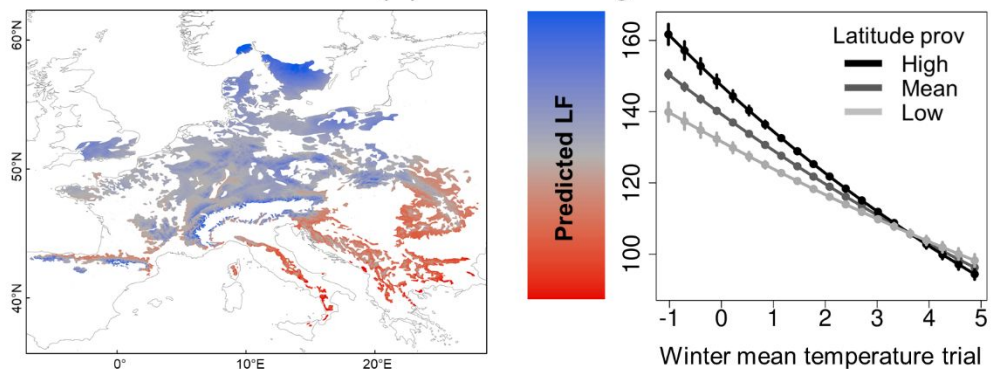 60°N
50°N
40°N
0°
10°E
20°E
Predicted LF
160
140
120
100
Latitude prov
High
Mean
Low
-1 0 1 2 3 4 5
Winter mean temperature trial